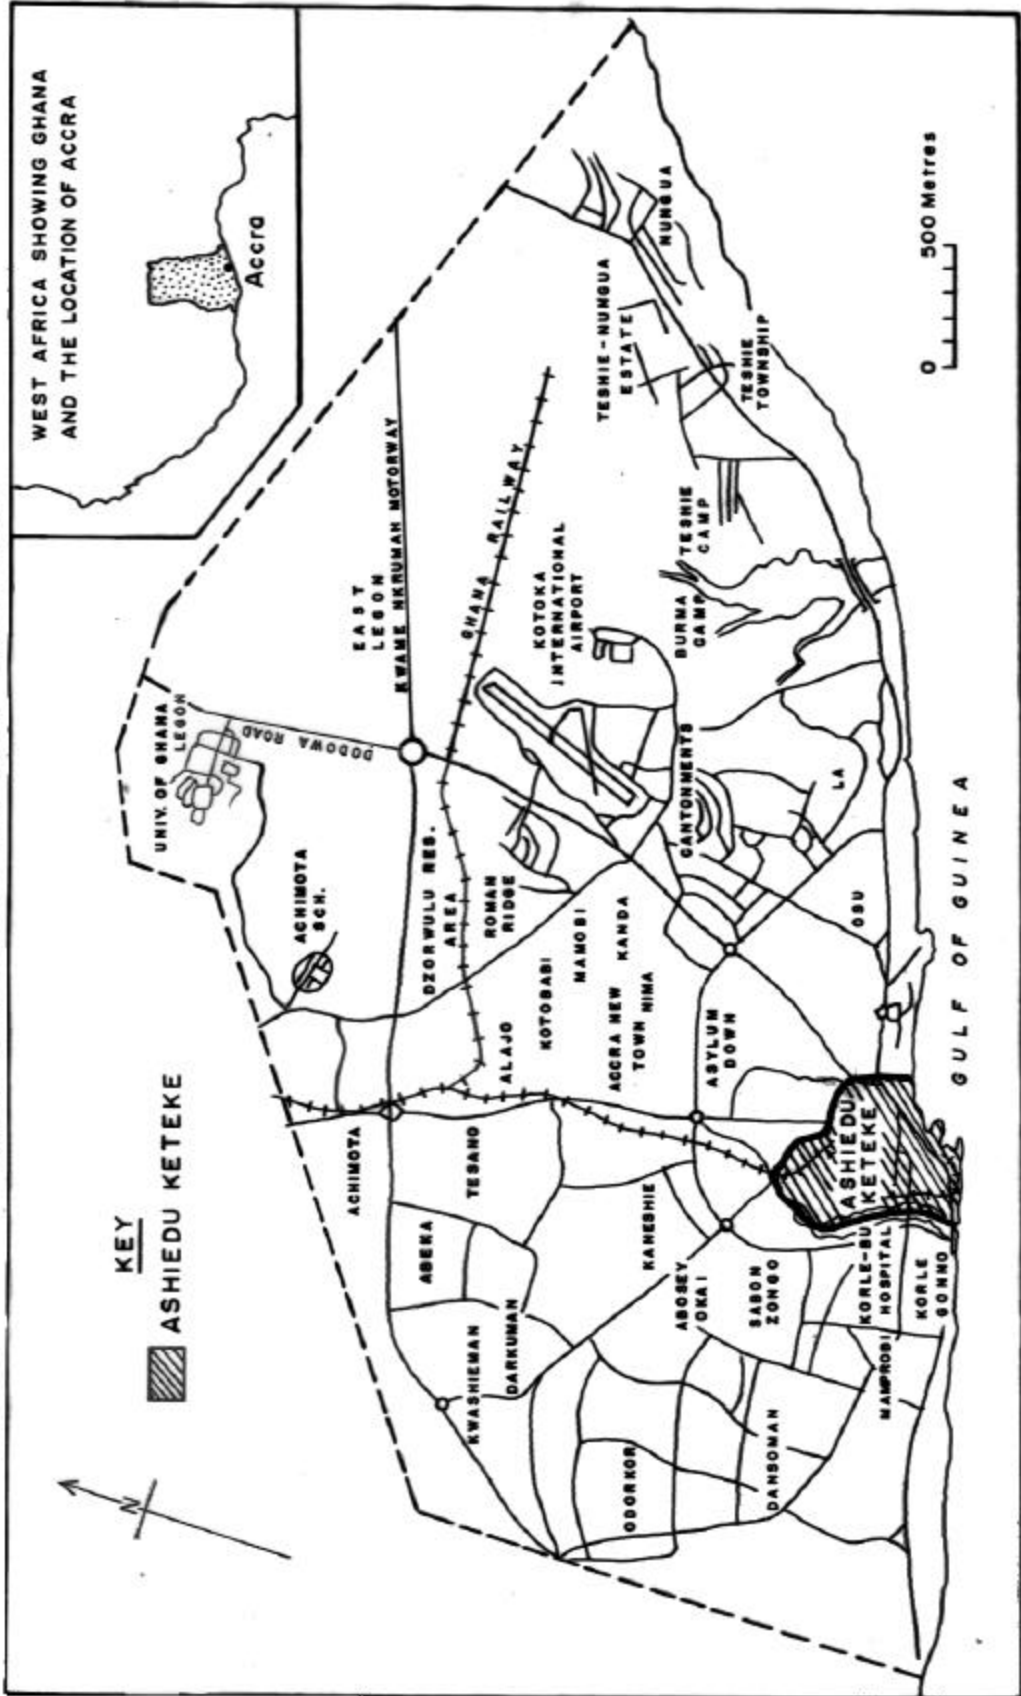 WEST AFRICA SHOWING GHANA
AND THE LOCATION OF ACCRA
Accra
KEY
ASHIEDU KETEKE
N
UNIV. OF GHANA
LEGON
DODOWA ROAD
ACHIMOTA
SCH.
EAST
LEGON
KWAME NKRUMAH MOTORWAY
GHANA RAILWAY
ACHIMOTA
DZORWULU RES.
AREA
ROMAN
RIDGE
KOTOKA
INTERNATIONAL
AIRPORT
TESHIE-NUNGUA
ESTATE
NUNGUA
ABEKA
TESANO
ALAJO
KOTOBABI
MAMOBI
KWASHIEMAN
DARKUMAN
ACCRA NEW
TOWN
NIMA
KANDA
CANTONMENTS
BURMA
CAMP
TESHIE
CAMP
TESHIE
TOWNSHIP
ODORKOR
KANESHIE
ABOSEY
OKAI
ASYLUM
DOWN
SABON
ZONGO
DANSOMAN
LA
OSU
ASHIEDU
KETEKE
KORLE-BU
HOSPITAL
MAMPROBI
KORLE
GONNO
GULF OF GUINEA
0 500 Metres